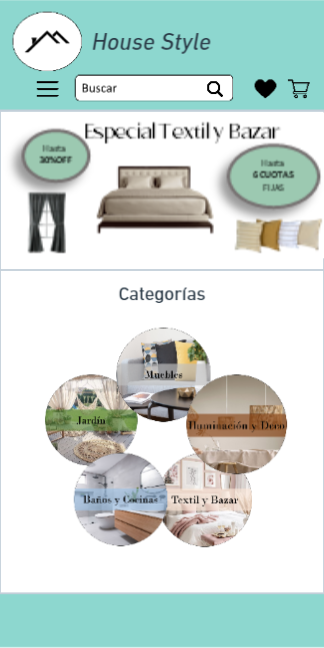 House Style
Buscar
Especial Textil y Bazar
Hasta
30%OFF
Hasta
6 CUOTAS
FIJAS
Categorías
Muebles
Jardín
Iluminación y Deco
Baños y Cocinas
Textil y Bazar